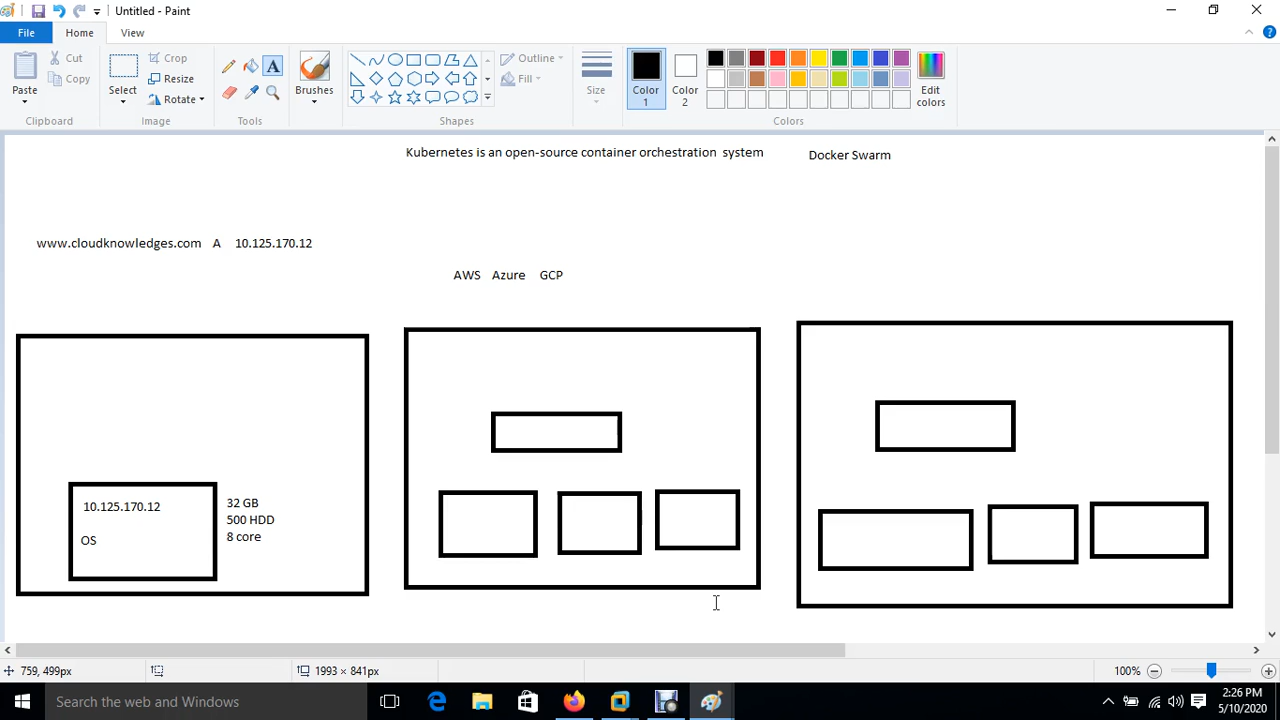 Untitled - Paint
File
Home
View
Paste
Cut
Copy
Clipboard
Select
Crop
Resize
Rotate
Image
Tools
Brushes
Shapes
Outline
Fill
Size
Color 1
Color 2
Edit colors
Colors
Kubernetes is an open-source container orchestration system
Docker Swarm
www.cloudknowledges.com A 10.125.170.12
AWS Azure GCP
10.125.170.12
OS
32 GB
500 HDD
8 core
759, 499px
1993 × 841px
100%
Search the web and Windows
2:26 PM
5/10/2020